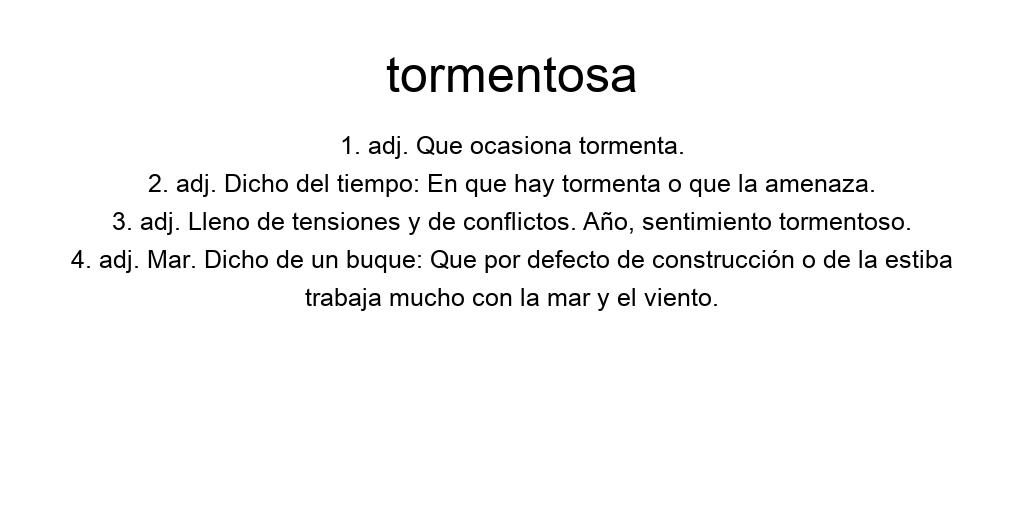 tormentosa
1. adj. Que ocasiona tormenta.
2. adj. Dicho del tiempo: En que hay tormenta o que la amenaza.
3. adj. Lleno de tensiones y de conflictos. Año, sentimiento tormentoso.
4. adj. Mar. Dicho de un buque: Que por defecto de construcción o de la estiba
trabaja mucho con la mar y el viento.